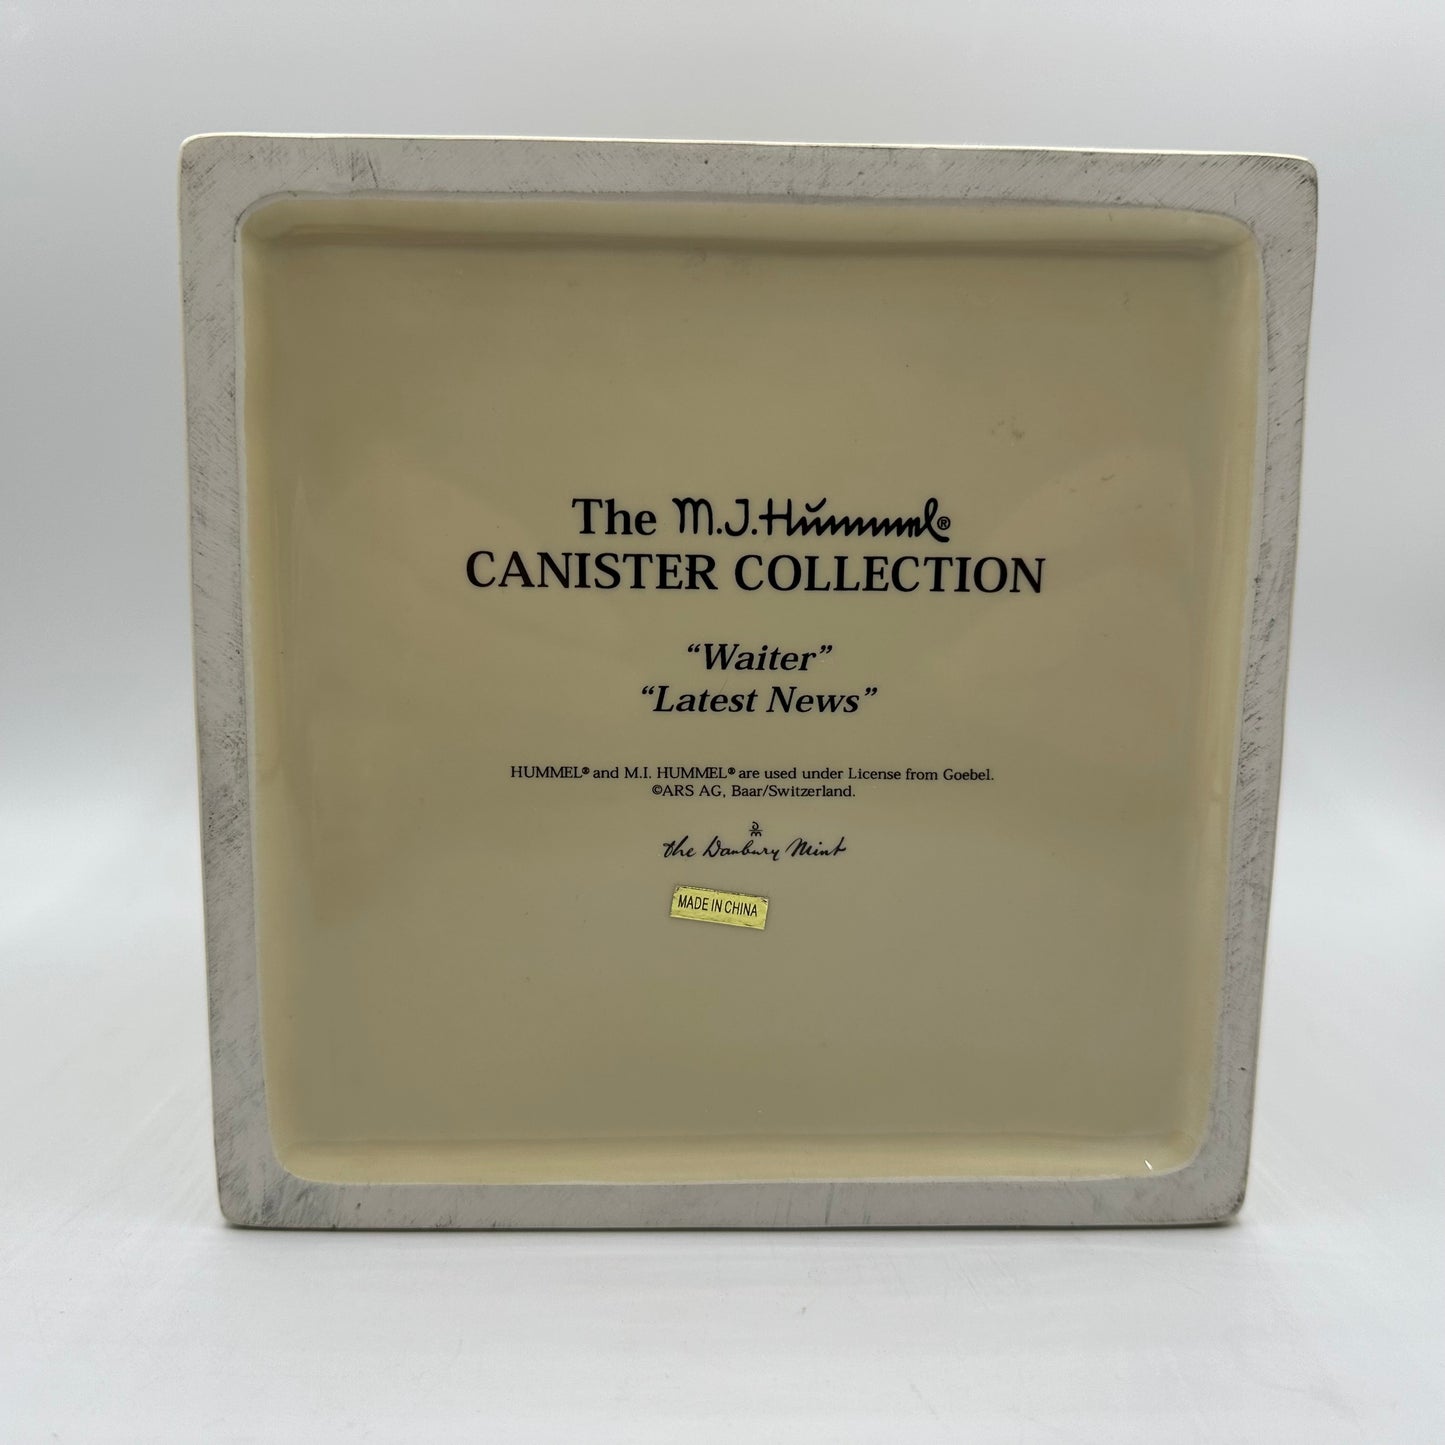 The M.J. Hummel®
CANISTER COLLECTION
“Waiter”
“Latest News”
HUMMEL® and M.I. HUMMEL® are used under License from Goebel.
©ARS AG, Baar/Switzerland.
DM
the Danbury Mint
MADE IN CHINA